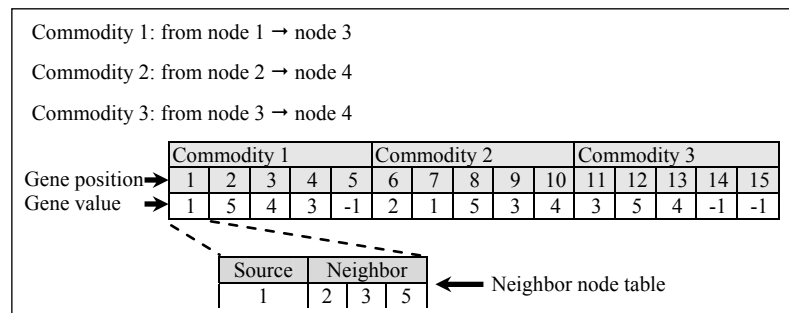 Commodity 1: from node 1 → node 3
Commodity 2: from node 2 → node 4
Commodity 3: from node 3 → node 4
Commodity 1 Commodity 2 Commodity 3
Gene position 1 2 3 4 5 6 7 8 9 10 11 12 13 14 15
Gene value 1 5 4 3 -1 2 1 5 3 4 3 5 4 -1 -1
Source Neighbor
1 2 3 5 Neighbor node table